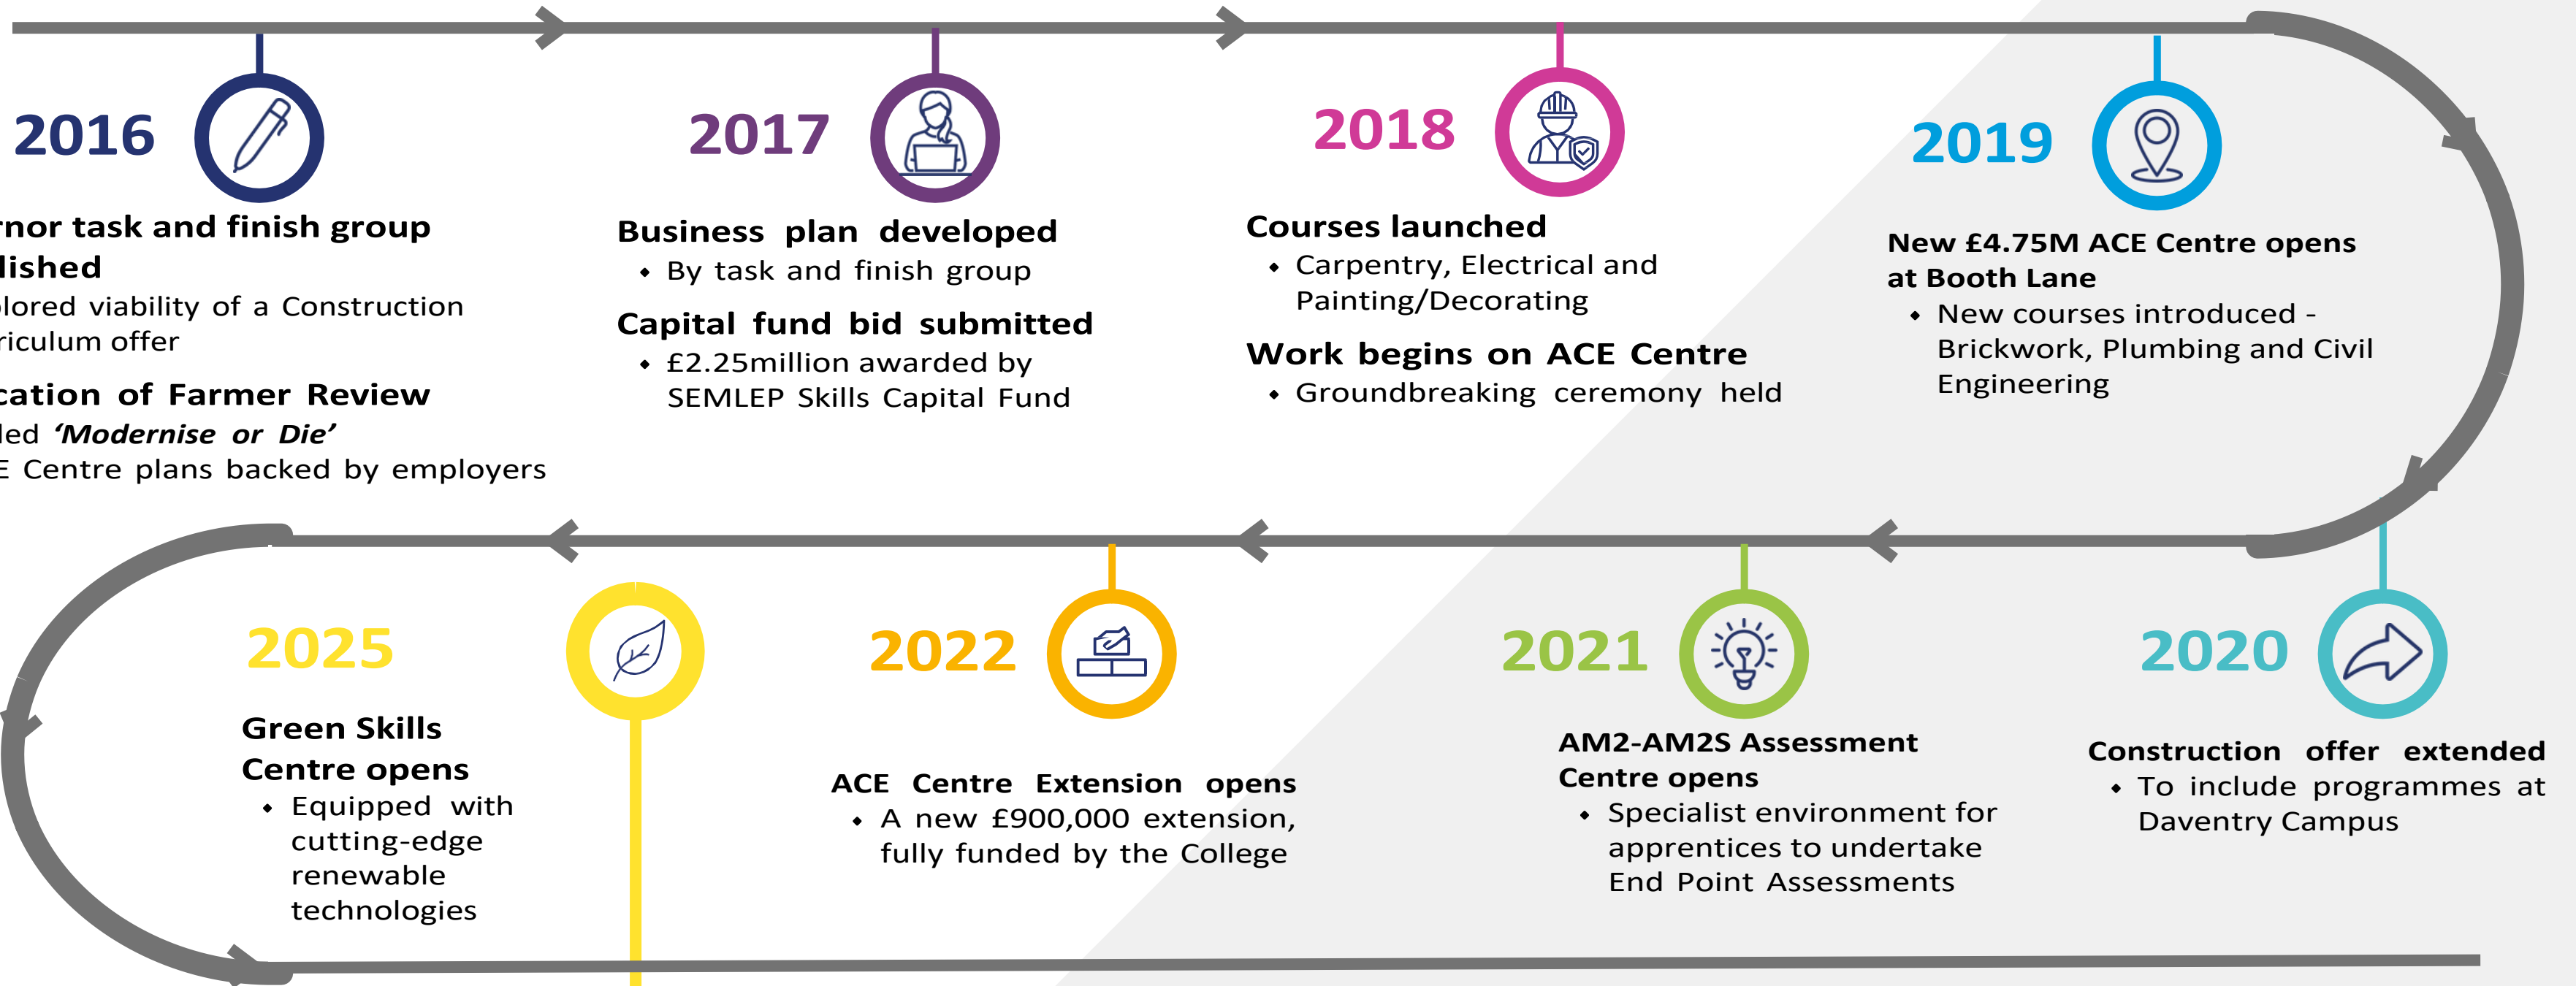 2016
rnor task and finish group
lished
lored viability of a Construction
riculum offer
cation of Farmer Review
led ‘Modernise or Die’
E Centre plans backed by employers
2017
Business plan developed
• By task and finish group
Capital fund bid submitted
• £2.25million awarded by
SEMLEP Skills Capital Fund
2018
Courses launched
• Carpentry, Electrical and
Painting/Decorating
Work begins on ACE Centre
• Groundbreaking ceremony held
2019
New £4.75M ACE Centre opens
at Booth Lane
• New courses introduced -
Brickwork, Plumbing and Civil
Engineering
2020
Construction offer extended
• To include programmes at
Daventry Campus
2021
AM2-AM2S Assessment
Centre opens
• Specialist environment for
apprentices to undertake
End Point Assessments
2022
ACE Centre Extension opens
• A new £900,000 extension,
fully funded by the College
2025
Green Skills
Centre opens
• Equipped with
cutting-edge
renewable
technologies